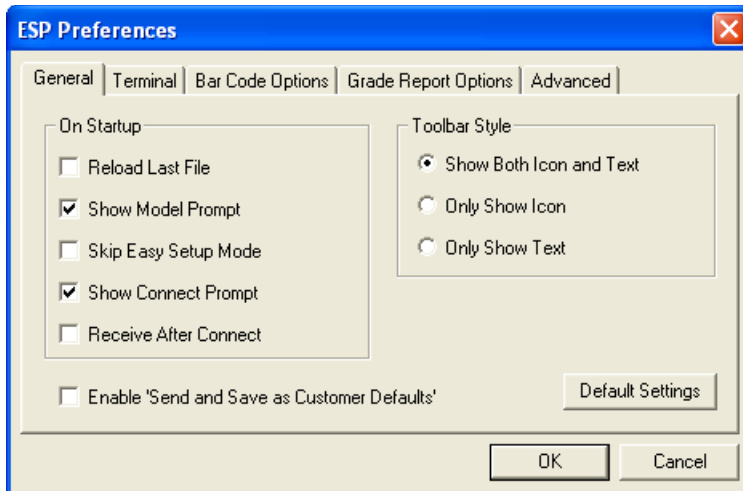 ESP Preferences
General Terminal Bar Code Options Grade Report Options Advanced
On Startup
Reload Last File
Show Model Prompt
Skip Easy Setup Mode
Show Connect Prompt
Receive After Connect
Toolbar Style
Show Both Icon and Text
Only Show Icon
Only Show Text
Enable 'Send and Save as Customer Defaults'
Default Settings
OK Cancel